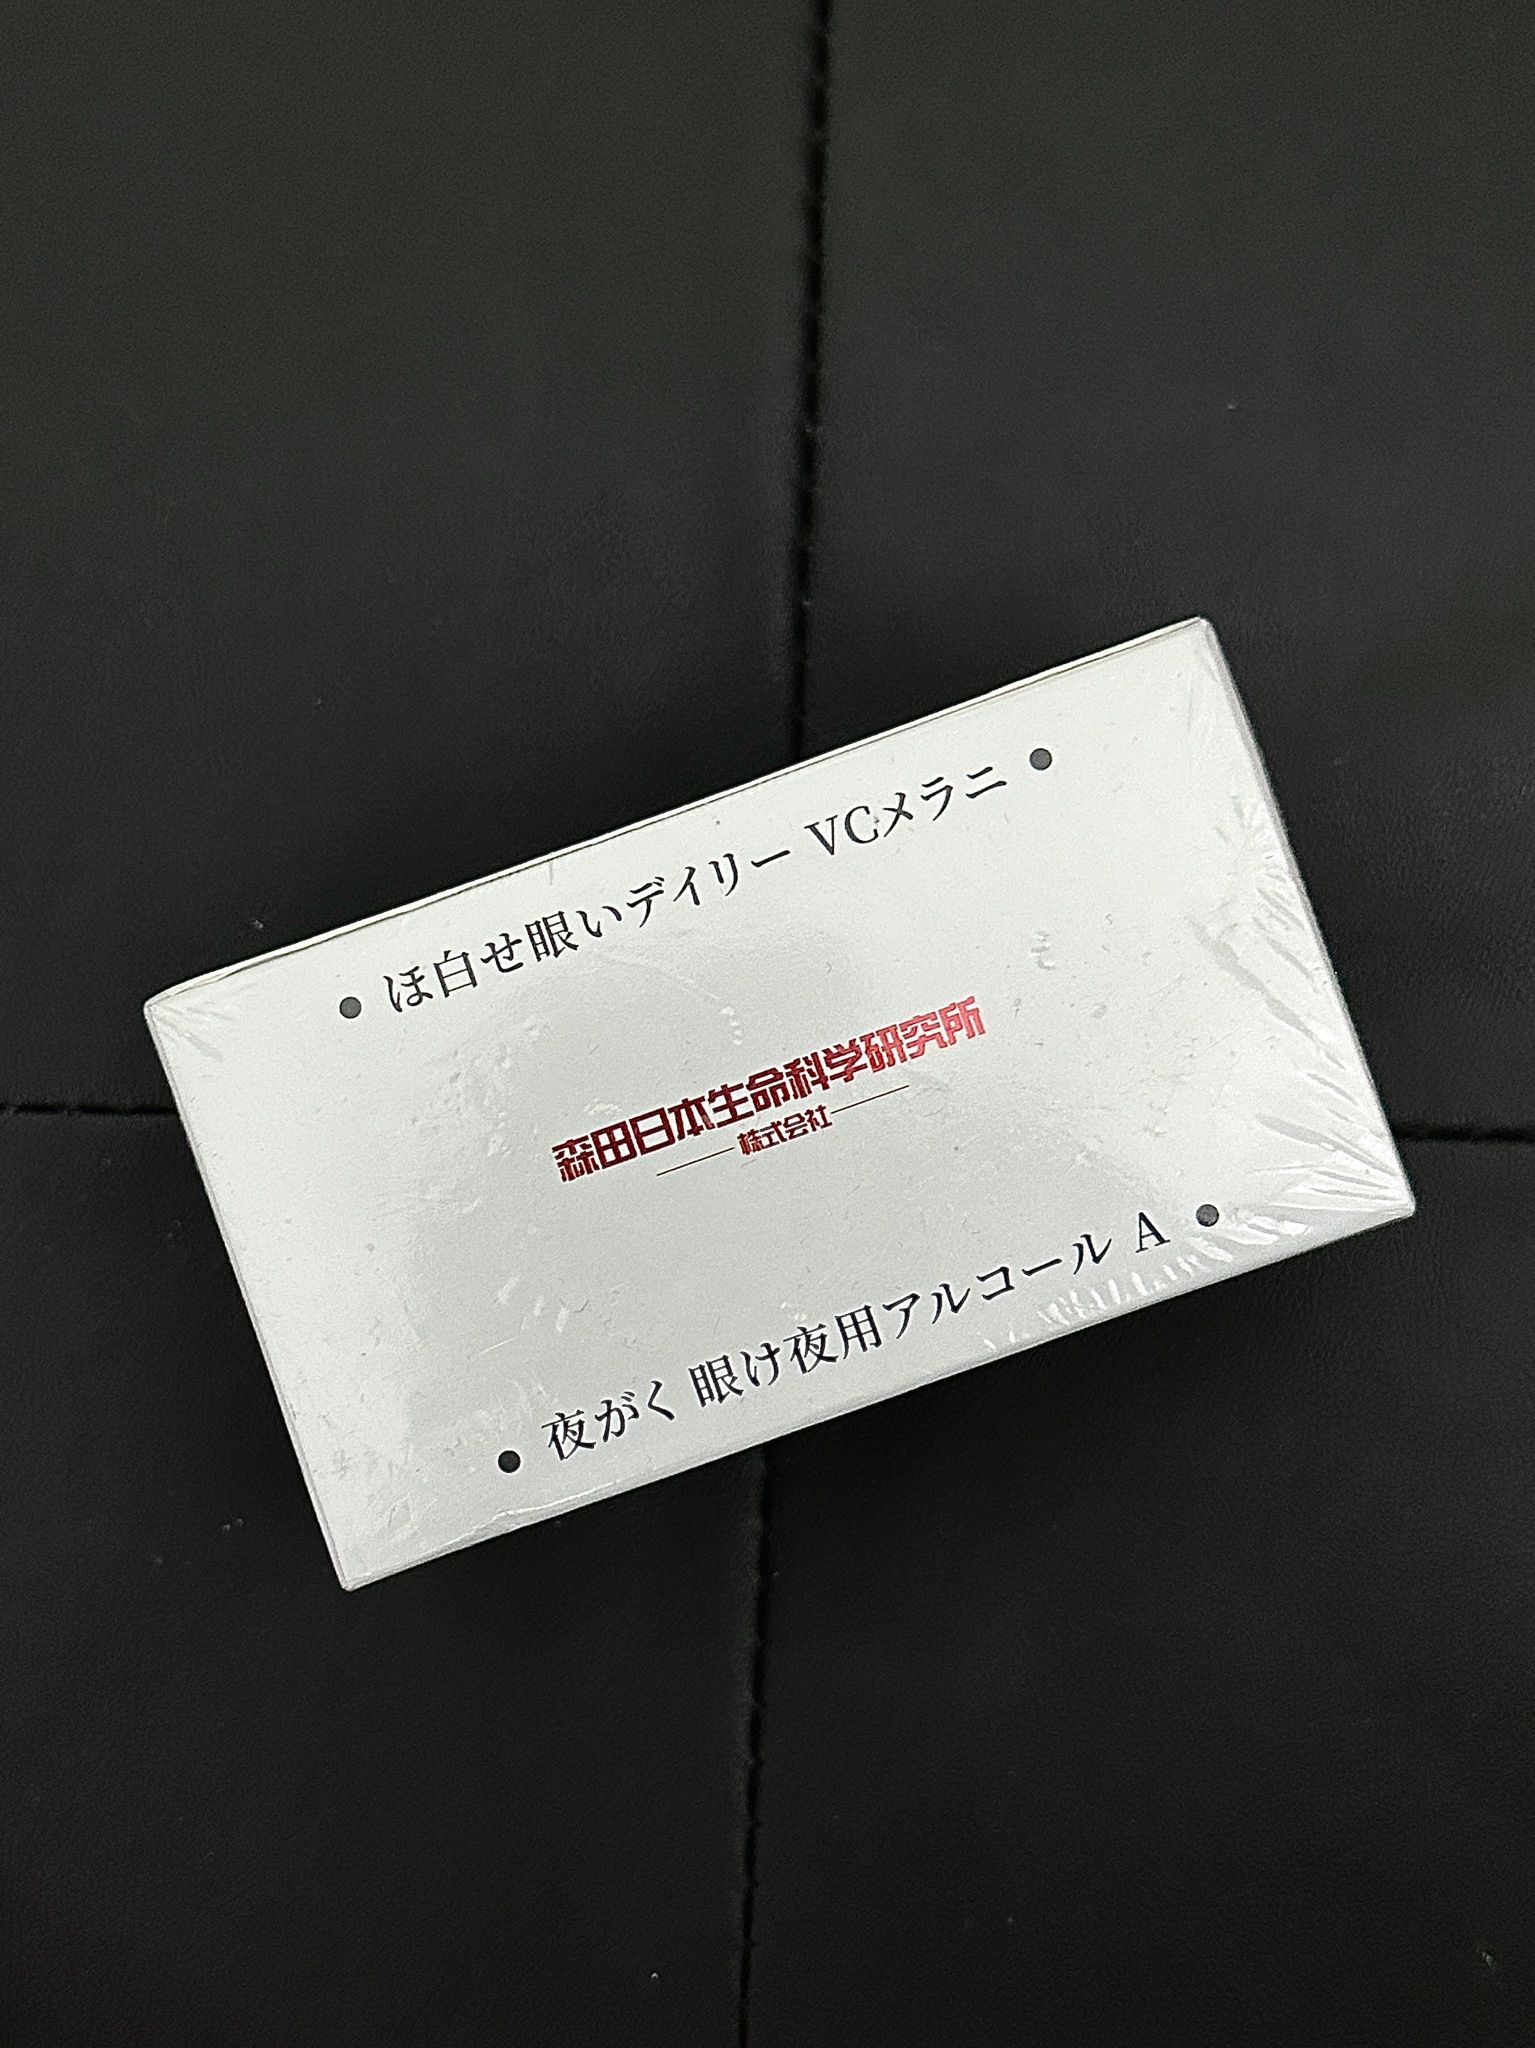 ● ほ白せ眼いデイリー VCメラニ ●
森田日本生命科学研究所
株式会社
● 夜がく 眼け夜用アルコール A ●